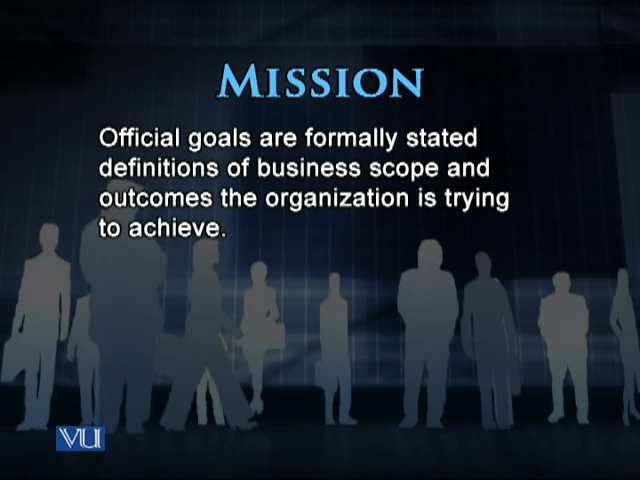 MISSION
Official goals are formally stated
definitions of business scope and
outcomes the organization is trying
to achieve.
VU